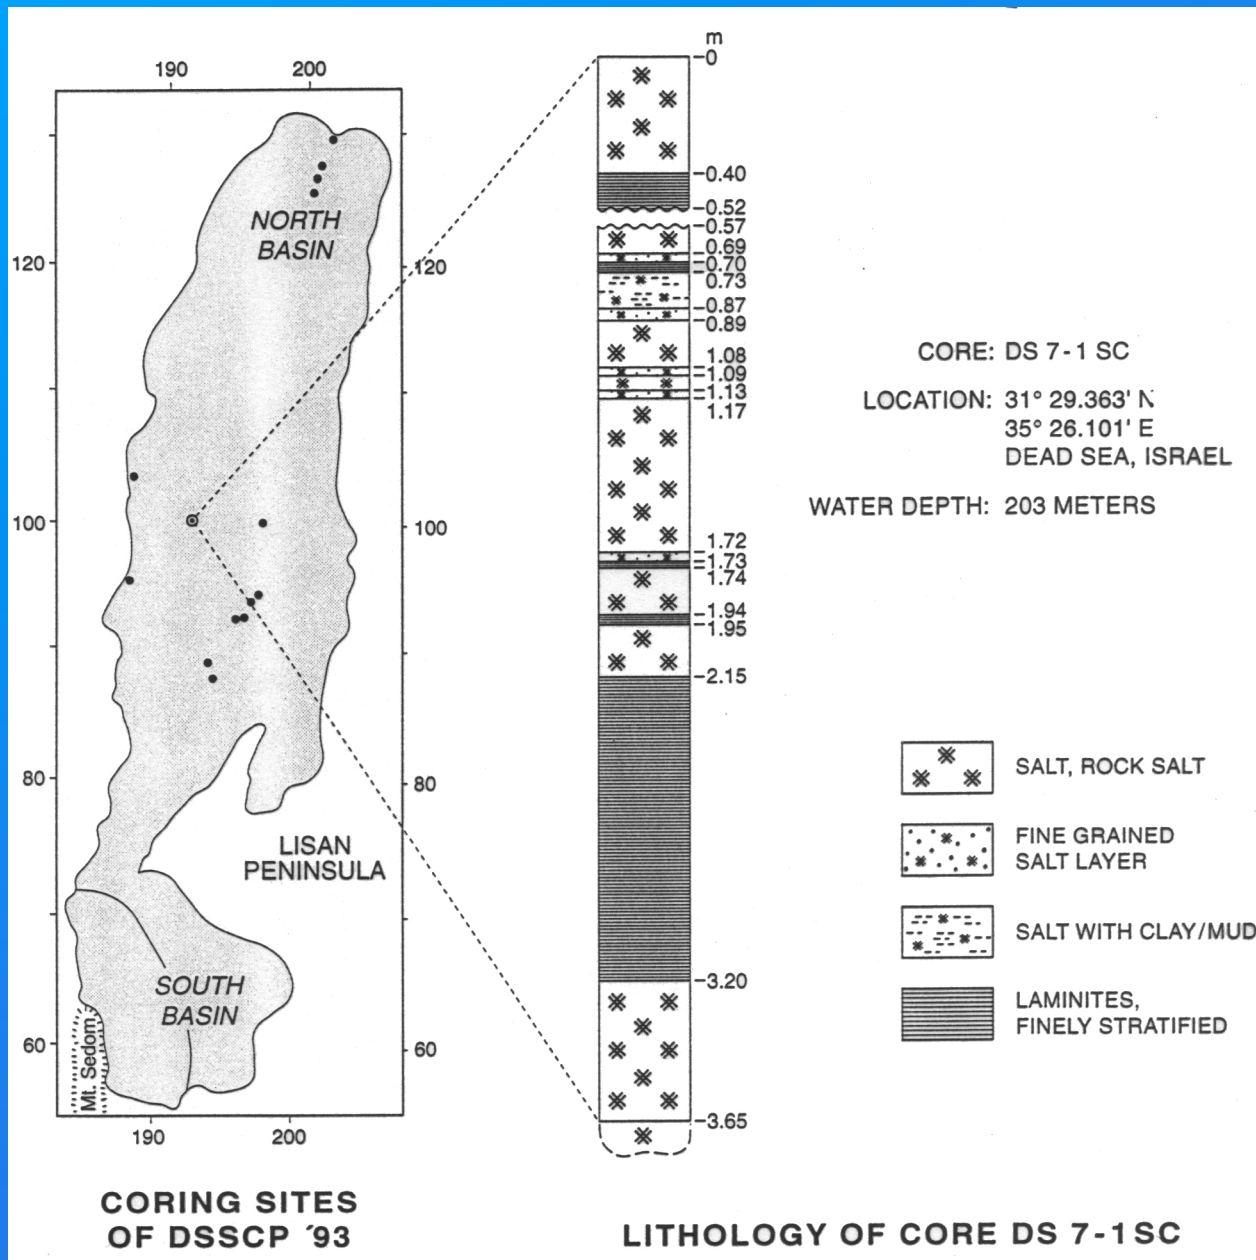 190
200
120
100
80
60
NORTH
BASIN
120
100
80
60
LISAN
PENINSULA
SOUTH
BASIN
Mt. Sedom
190
200
CORING SITES
OF DSSCP '93
m
0
0.40
0.52
0.57
0.69
0.70
0.73
0.87
0.89
1.08
1.09
1.13
1.17
1.72
1.73
1.74
1.94
1.95
2.15
3.20
3.65
CORE: DS 7-1 SC
LOCATION: 31° 29.363' N
35° 26.101' E
DEAD SEA, ISRAEL
WATER DEPTH: 203 METERS
SALT, ROCK SALT
FINE GRAINED
SALT LAYER
SALT WITH CLAY/MUD
LAMINITES,
FINELY STRATIFIED
LITHOLOGY OF CORE DS 7-1SC